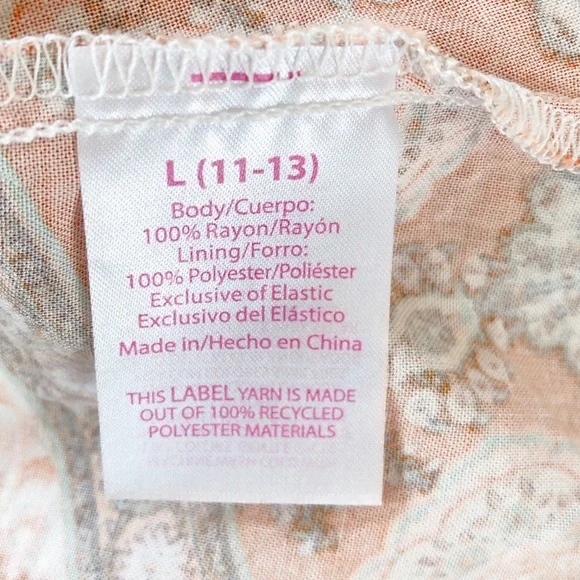 L (11-13)
Body/Cuerpo:
100% Rayon/Rayón
Lining/Forro:
100% Polyester/Poliéster
Exclusive of Elastic
Exclusivo del Elástico
Made in/Hecho en China
THIS LABEL YARN IS MADE
OUT OF 100% RECYCLED
POLYESTER MATERIALS